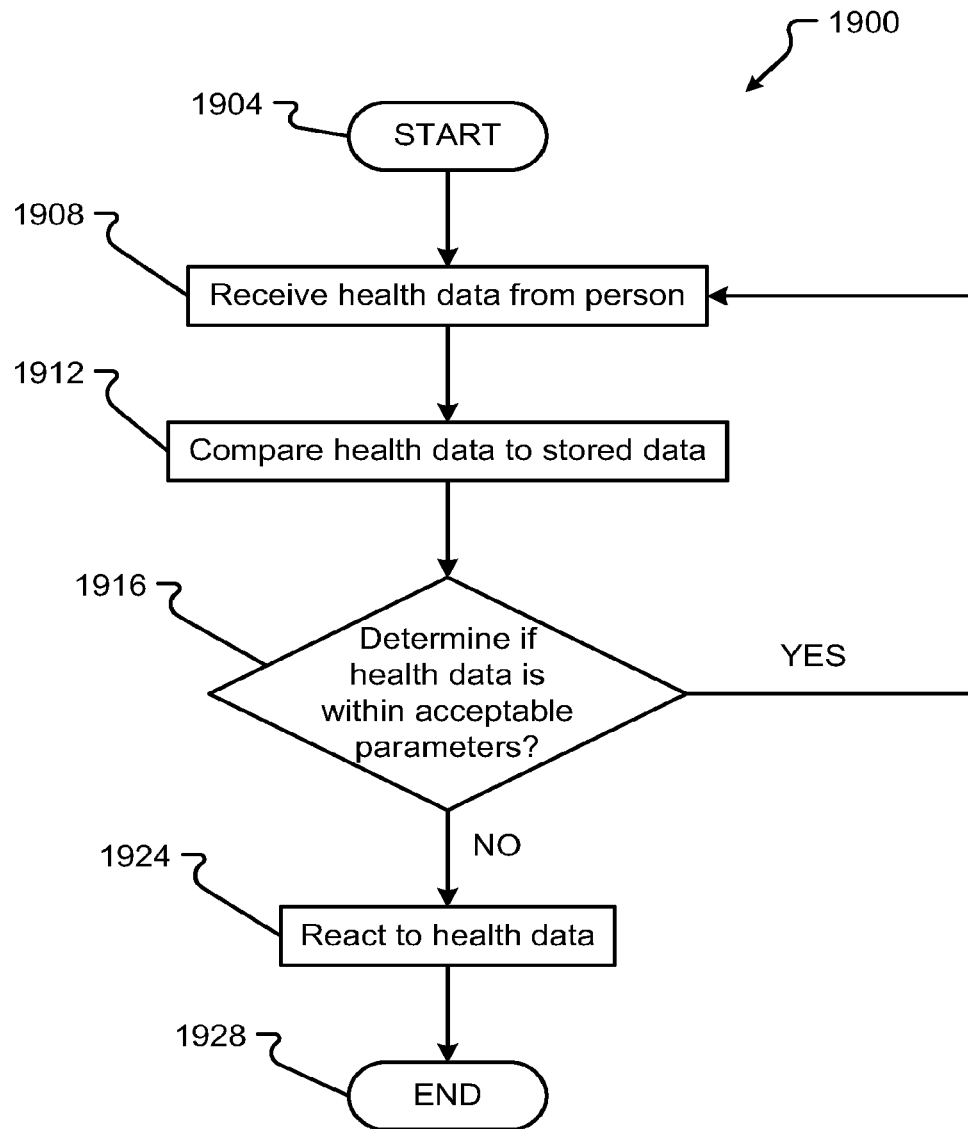 1900
1904
START
1908
Receive health data from person
1912
Compare health data to stored data
1916
Determine if
health data is
within acceptable
parameters?
YES
NO
1924
React to health data
1928
END